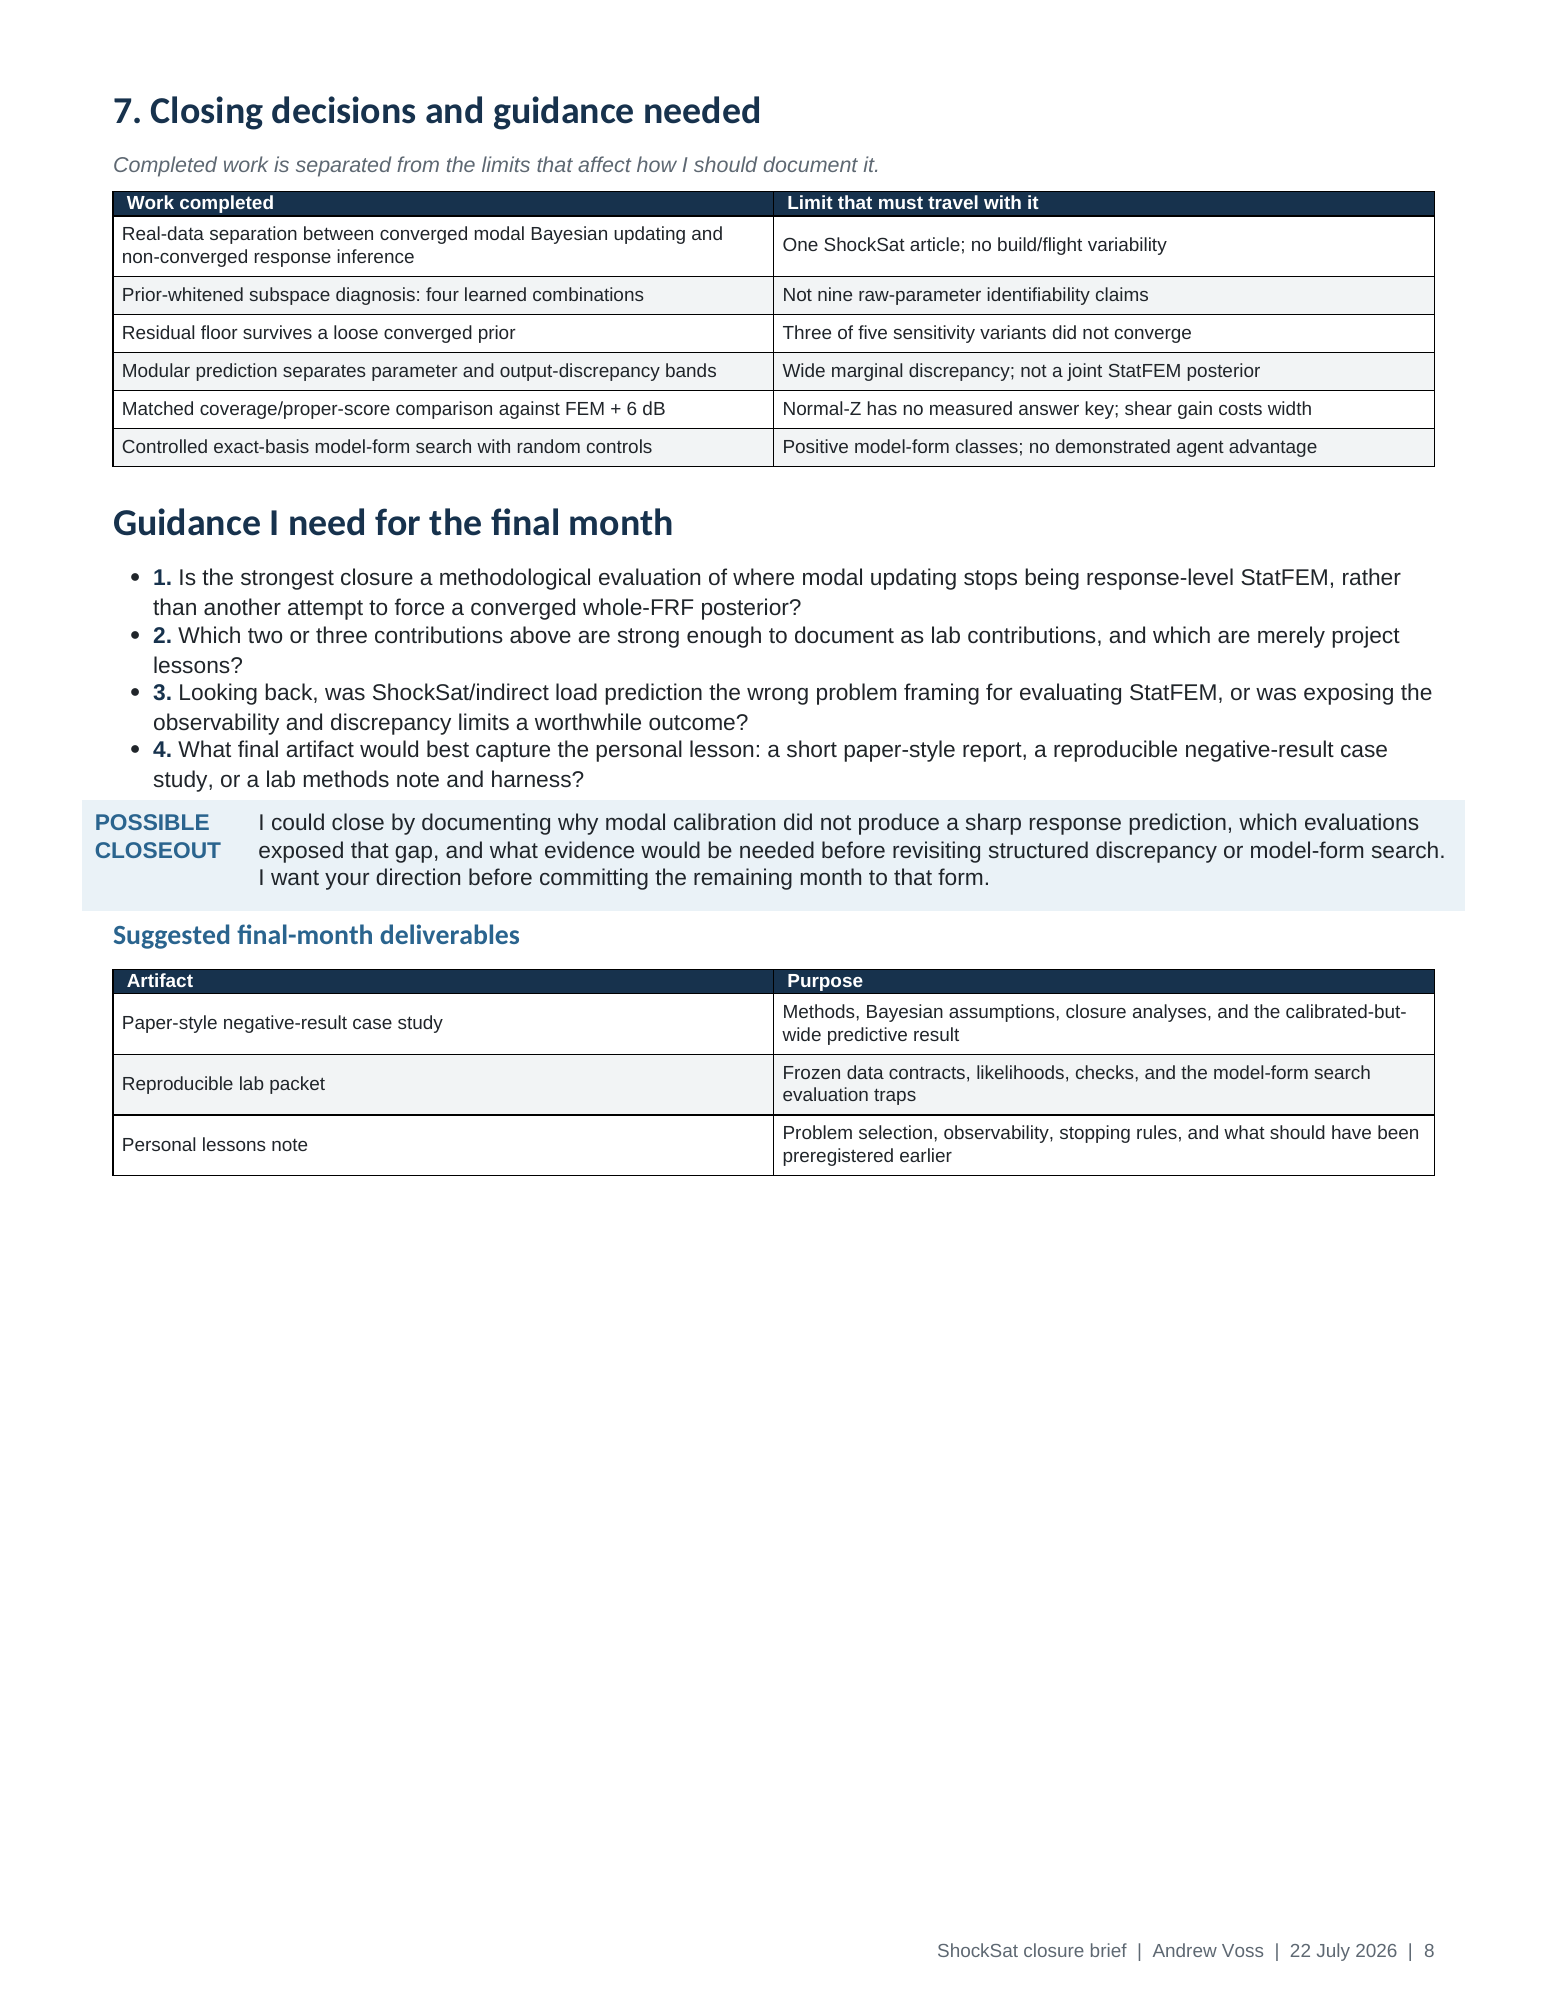 7. Closing decisions and guidance needed
Completed work is separated from the limits that affect how I should document it.
Work completed
Limit that must travel with it
Real-data separation between converged modal Bayesian updating and
non-converged response inference
One ShockSat article; no build/flight variability
Prior-whitened subspace diagnosis: four learned combinations
Not nine raw-parameter identifiability claims
Residual floor survives a loose converged prior
Three of five sensitivity variants did not converge
Modular prediction separates parameter and output-discrepancy bands
Wide marginal discrepancy; not a joint StatFEM posterior
Matched coverage/proper-score comparison against FEM + 6 dB
Normal-Z has no measured answer key; shear gain costs width
Controlled exact-basis model-form search with random controls
Positive model-form classes; no demonstrated agent advantage
Guidance I need for the final month
• 1. Is the strongest closure a methodological evaluation of where modal updating stops being response-level StatFEM, rather
than another attempt to force a converged whole-FRF posterior?
• 2. Which two or three contributions above are strong enough to document as lab contributions, and which are merely project
lessons?
• 3. Looking back, was ShockSat/indirect load prediction the wrong problem framing for evaluating StatFEM, or was exposing the
observability and discrepancy limits a worthwhile outcome?
• 4. What final artifact would best capture the personal lesson: a short paper-style report, a reproducible negative-result case
study, or a lab methods note and harness?
POSSIBLE
CLOSEOUT
I could close by documenting why modal calibration did not produce a sharp response prediction, which evaluations
exposed that gap, and what evidence would be needed before revisiting structured discrepancy or model-form search.
I want your direction before committing the remaining month to that form.
Suggested final-month deliverables
Artifact
Purpose
Paper-style negative-result case study
Methods, Bayesian assumptions, closure analyses, and the calibrated-but-
wide predictive result
Reproducible lab packet
Frozen data contracts, likelihoods, checks, and the model-form search
evaluation traps
Personal lessons note
Problem selection, observability, stopping rules, and what should have been
preregistered earlier
ShockSat closure brief | Andrew Voss | 22 July 2026 | 8